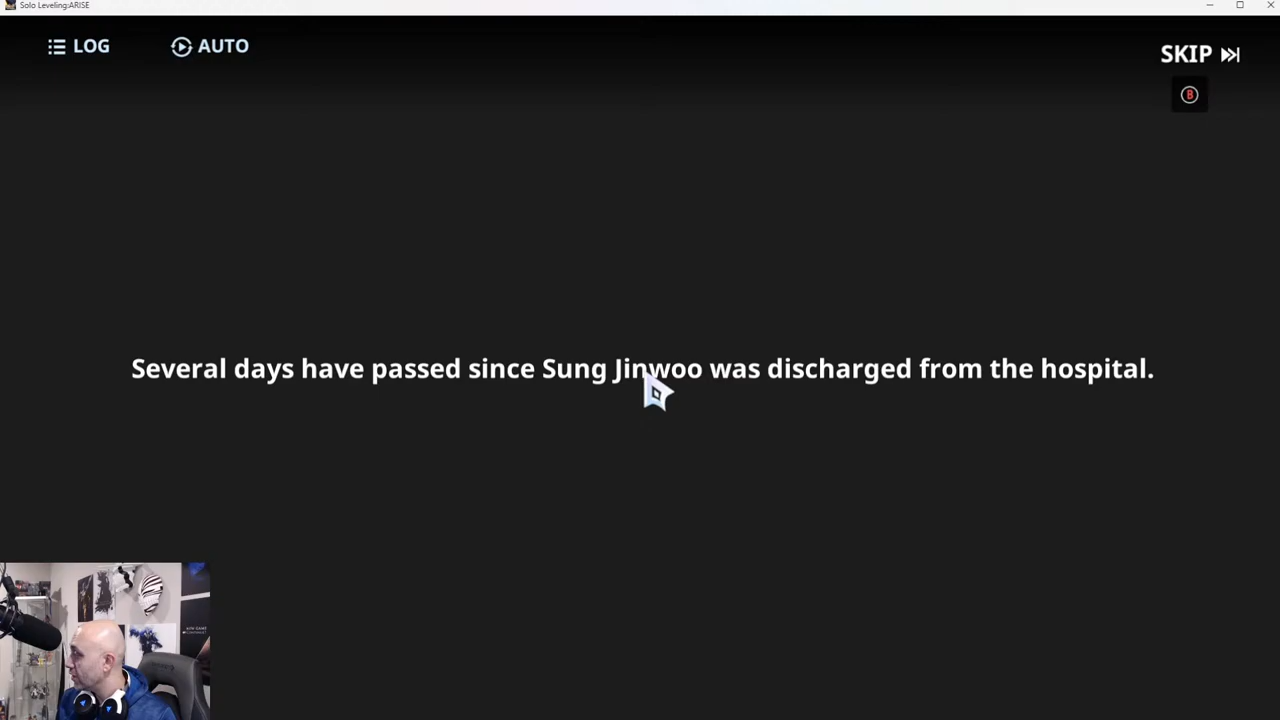 Solo Leveling:ARISE
LOG
AUTO
SKIP
B
Several days have passed since Sung Jinwoo was discharged from the hospital.